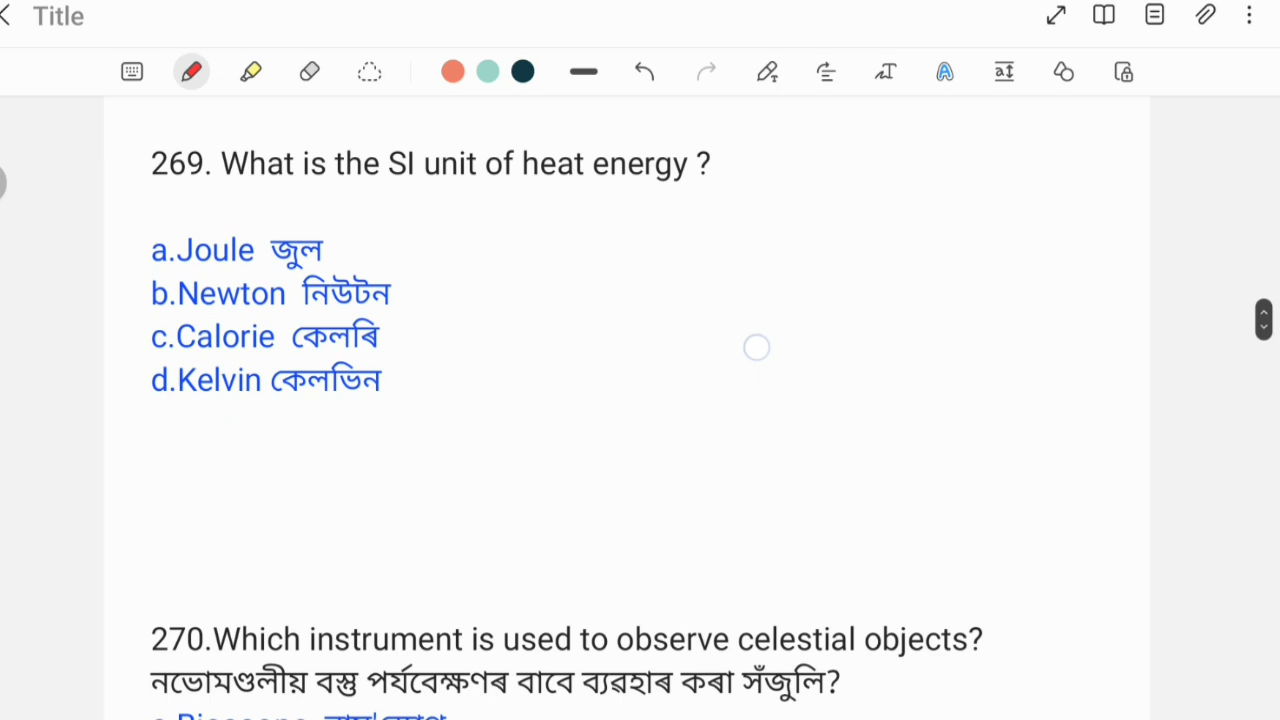 Title
269. What is the SI unit of heat energy ?
a.Joule জুল
b.Newton নিউটন
c.Calorie কেলৰি
d.Kelvin কেলভিন
270.Which instrument is used to observe celestial objects?
নভোমণ্ডলীয় বস্তু পৰ্যবেক্ষণৰ বাবে ব্যৱহাৰ কৰা সঁজুলি?